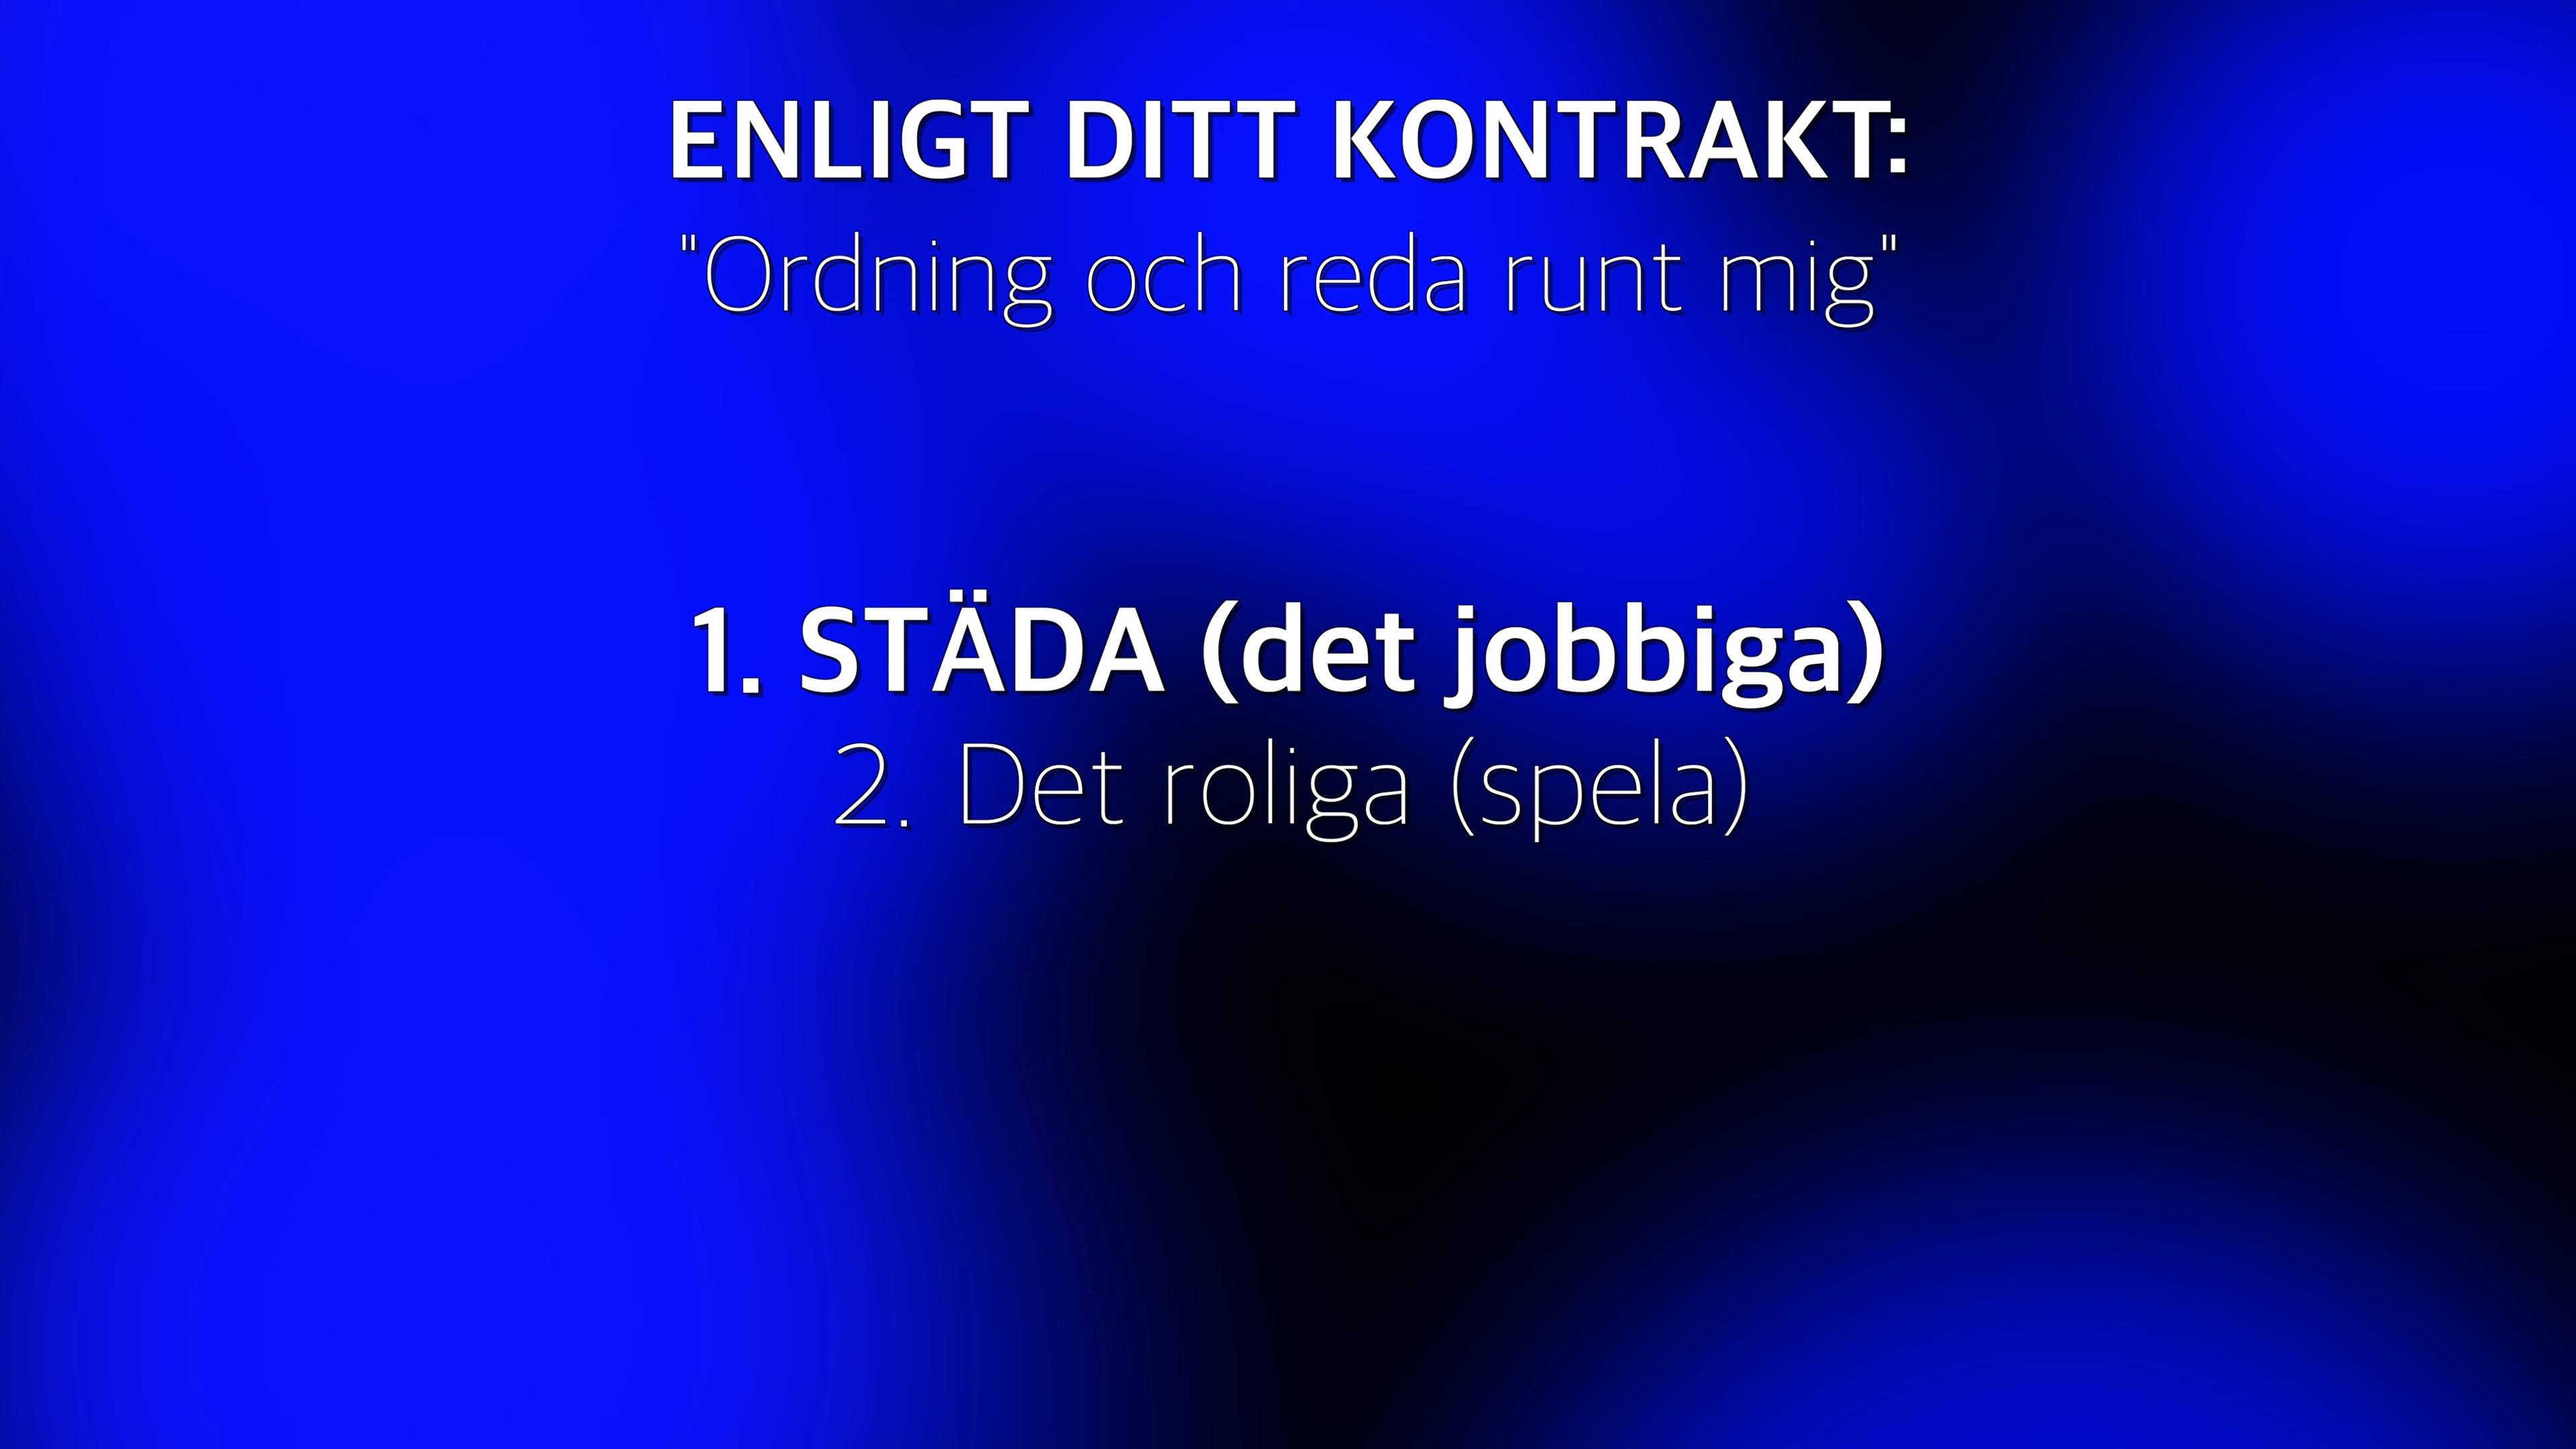 ENLIGT DITT KONTRAKT:
"Ordning och reda runt mig"
1. STÄDA (det jobbiga)
2. Det roliga (spela)